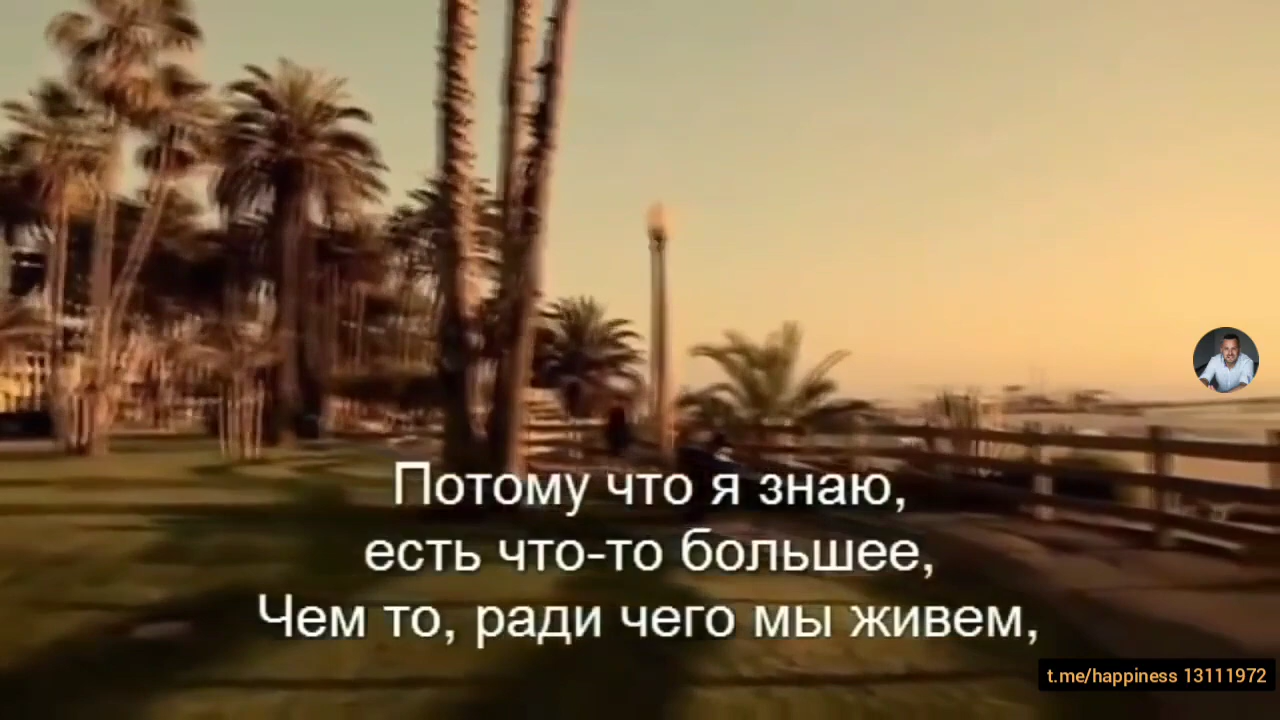 Потому что я знаю,
есть что-то большее,
Чем то, ради чего мы живем,
t.me/happiness 13111972